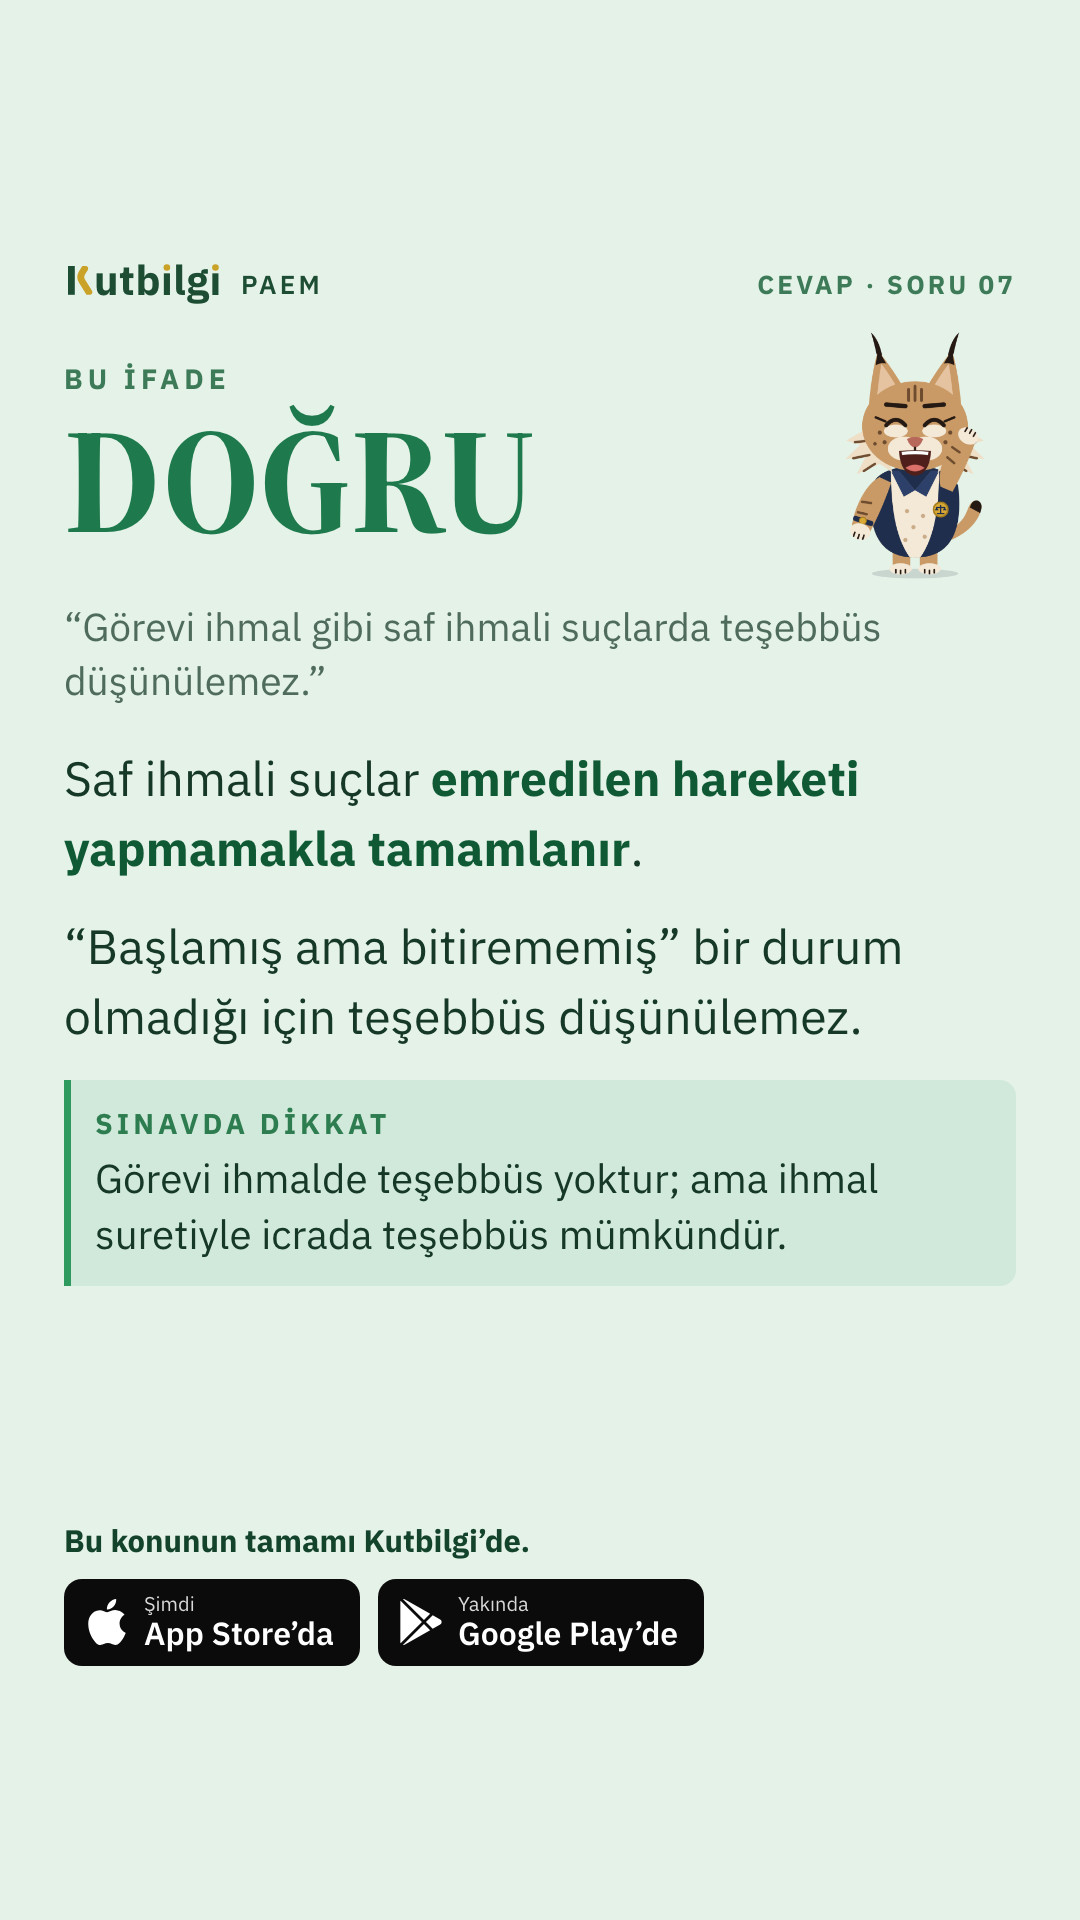 Kutbilgi PAEM
CEVAP · SORU 07
BU İFADE
DOĞRU
“Görevi ihmal gibi saf ihmali suçlarda teşebbüs
düşünülemez.”
Saf ihmali suçlar emredilen hareketi
yapmamakla tamamlanır.
“Başlamış ama bitirememiş” bir durum
olmadığı için teşebbüs düşünülemez.
SINAVDA DİKKAT
Görevi ihmalde teşebbüs yoktur; ama ihmal
suretiyle icrada teşebbüs mümkündür.
Bu konunun tamamı Kutbilgi’de.
Şimdi
App Store’da
Yakında
Google Play’de